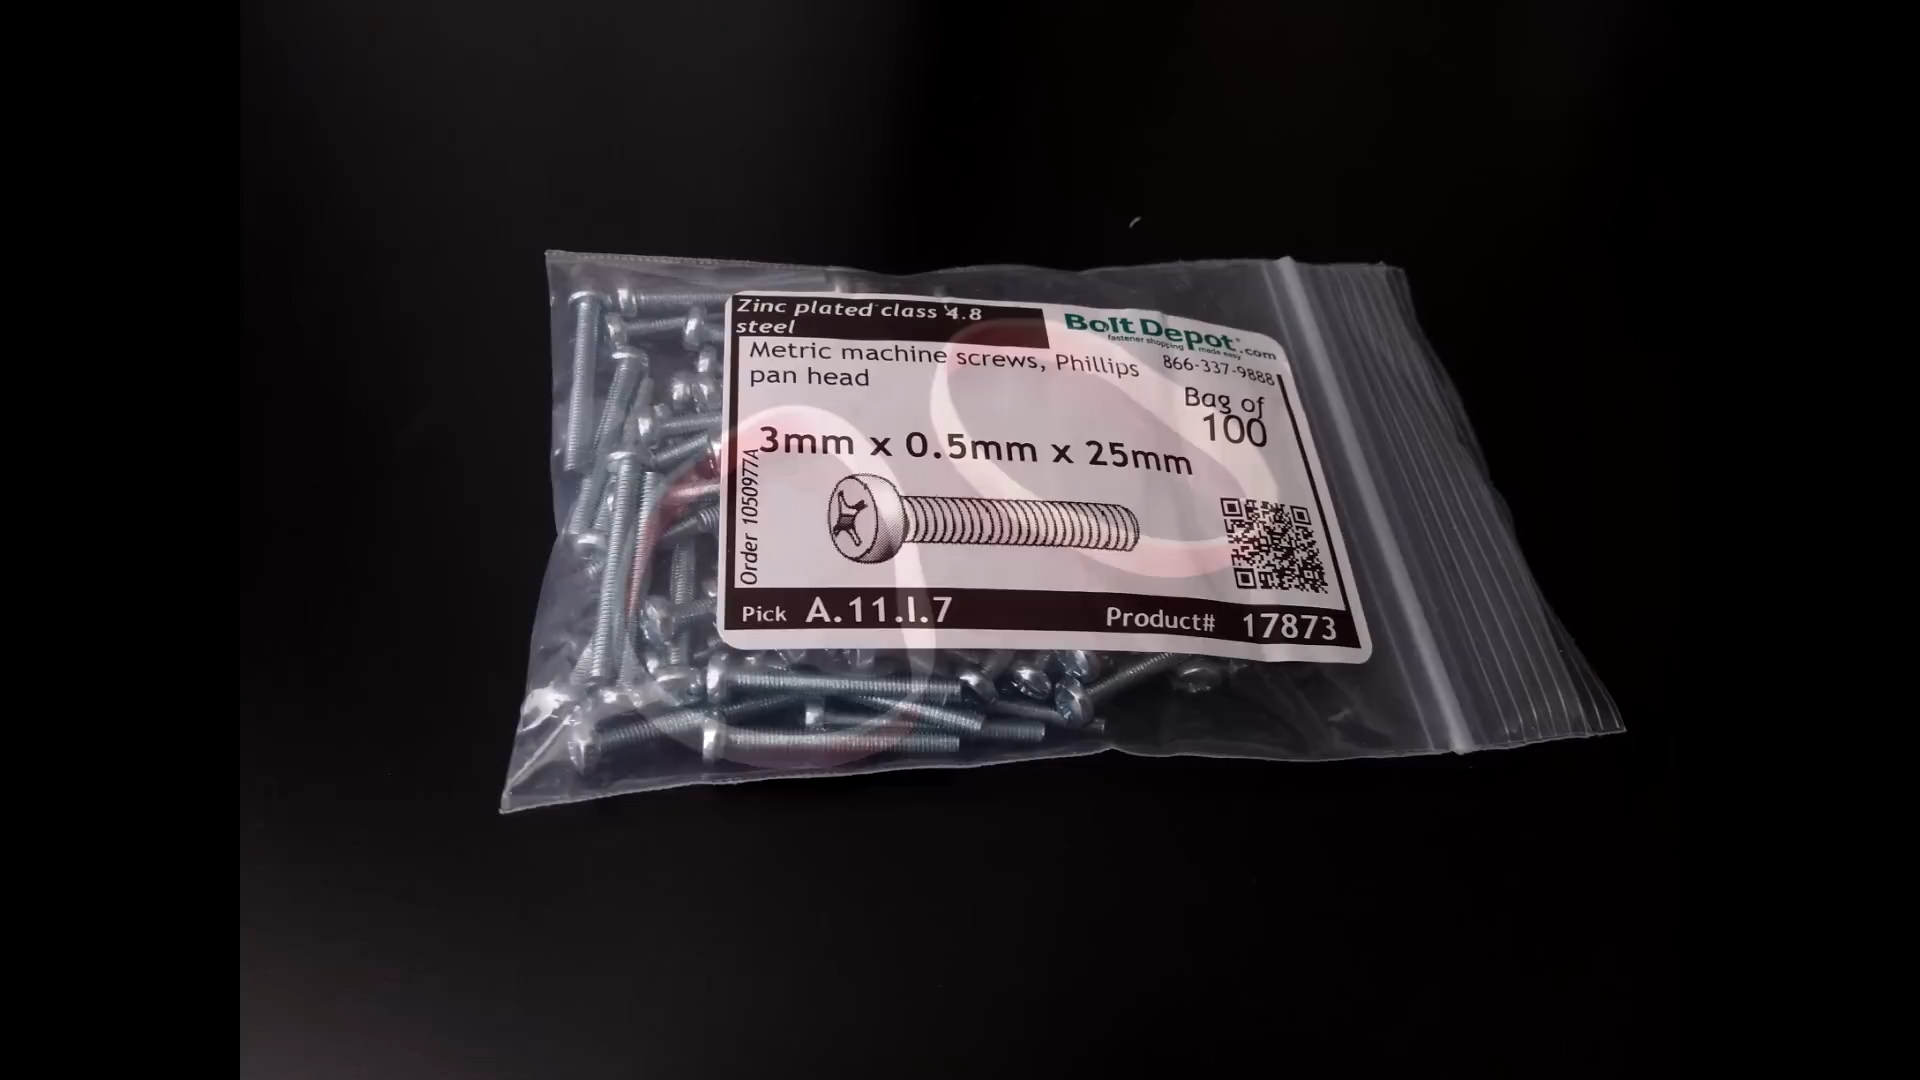 Zinc plated class 4.8
steel
Bolt Depot.com
fastener shopping made easy
866-337-9888
Metric machine screws, Phillips
pan head
Bag of
100
3mm x 0.5mm x 25mm
Order 1050977A
Pick A.11.I.7
Product# 17873